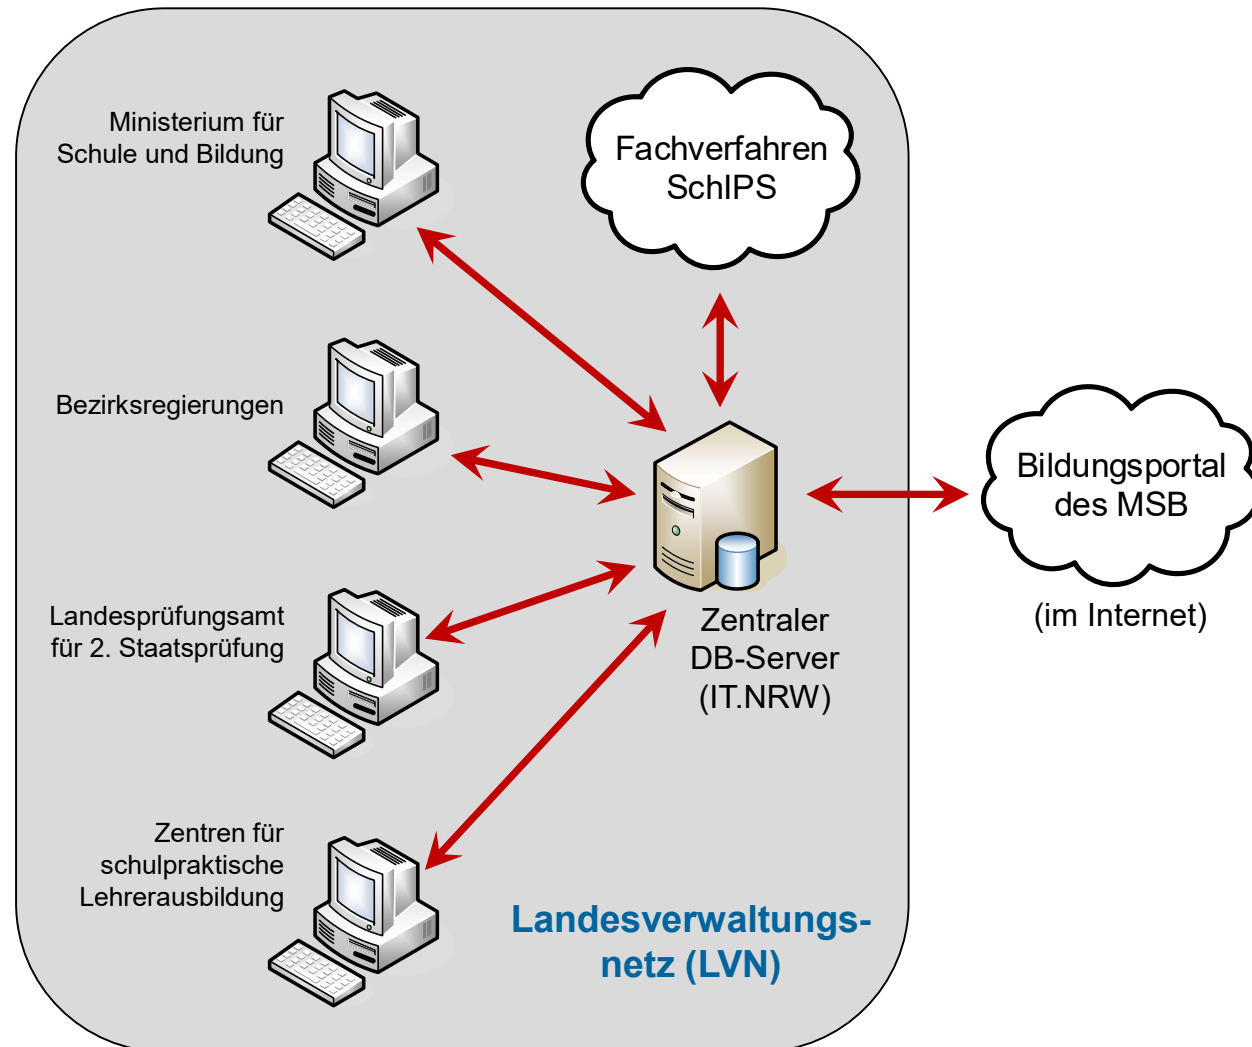 Ministerium für
Schule und Bildung
Fachverfahren
SchIPS
Bezirksregierungen
Bildungsportal
des MSB
(im Internet)
Landesprüfungsamt
für 2. Staatsprüfung
Zentraler
DB-Server
(IT.NRW)
Zentren für
schulpraktische
Lehrerausbildung
Landesverwaltungs-
netz (LVN)